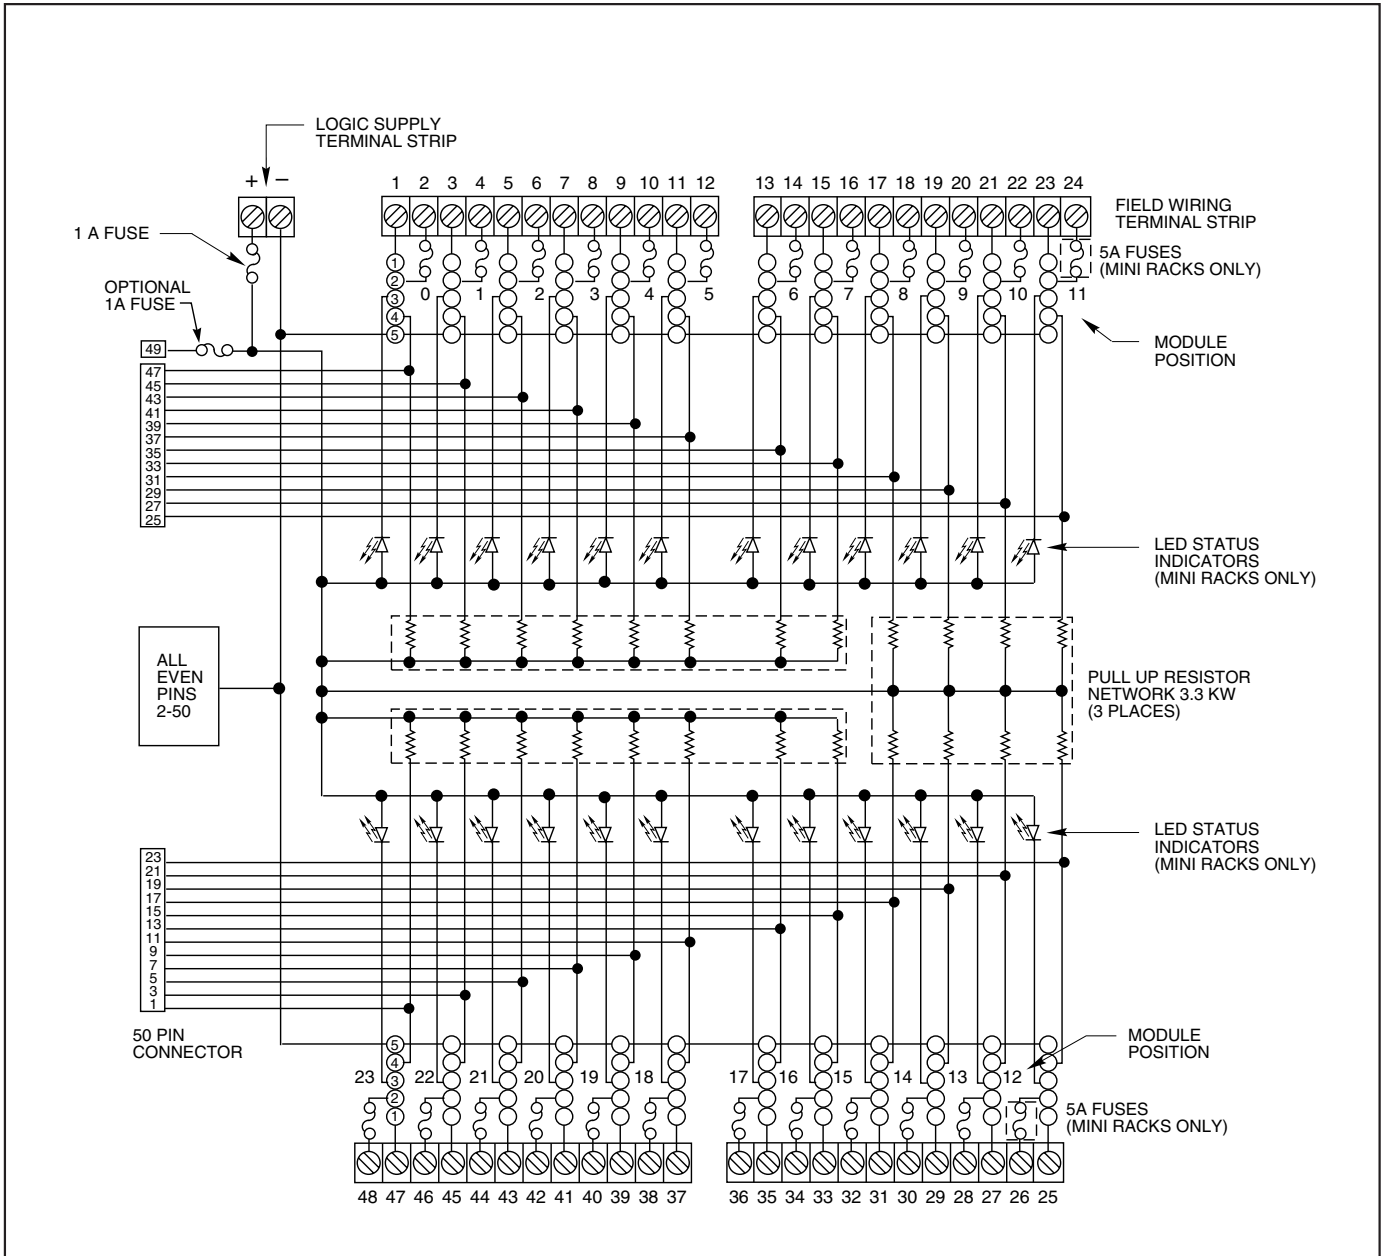 LOGIC SUPPLY
TERMINAL STRIP
+ −
1 2 3 4 5 6 7 8 9 10 11 12 13 14 15 16 17 18 19 20 21 22 23 24
FIELD WIRING
TERMINAL STRIP
1 A FUSE
5A FUSES
(MINI RACKS ONLY)
OPTIONAL
1A FUSE
1
2
3
4
5
0 1 2 3 4 5 6 7 8 9 10 11
MODULE
POSITION
49
47
45
43
41
39
37
35
33
31
29
27
25
LED STATUS
INDICATORS
(MINI RACKS ONLY)
ALL
EVEN
PINS
2-50
PULL UP RESISTOR
NETWORK 3.3 KW
(3 PLACES)
LED STATUS
INDICATORS
(MINI RACKS ONLY)
23
21
19
17
15
13
11
9
7
5
3
1
50 PIN
CONNECTOR
MODULE
POSITION
5
4
3
2
1
23 22 21 20 19 18 17 16 15 14 13 12
5A FUSES
(MINI RACKS ONLY)
48 47 46 45 44 43 42 41 40 39 38 37 36 35 34 33 32 31 30 29 28 27 26 25